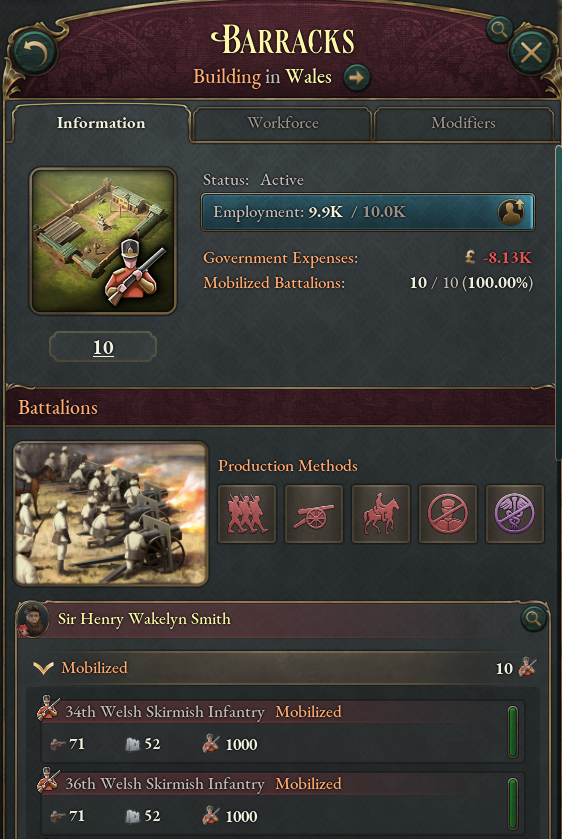 BARRACKS
Building in Wales
Information Workforce Modifiers
Status: Active
Employment: 9.9K / 10.0K
Government Expenses: £ -8.13K
Mobilized Battalions: 10 / 10 (100.00%)
10
Battalions
Production Methods
Sir Henry Wakelyn Smith
Mobilized 10
34th Welsh Skirmish Infantry Mobilized
71 52 1000
36th Welsh Skirmish Infantry Mobilized
71 52 1000